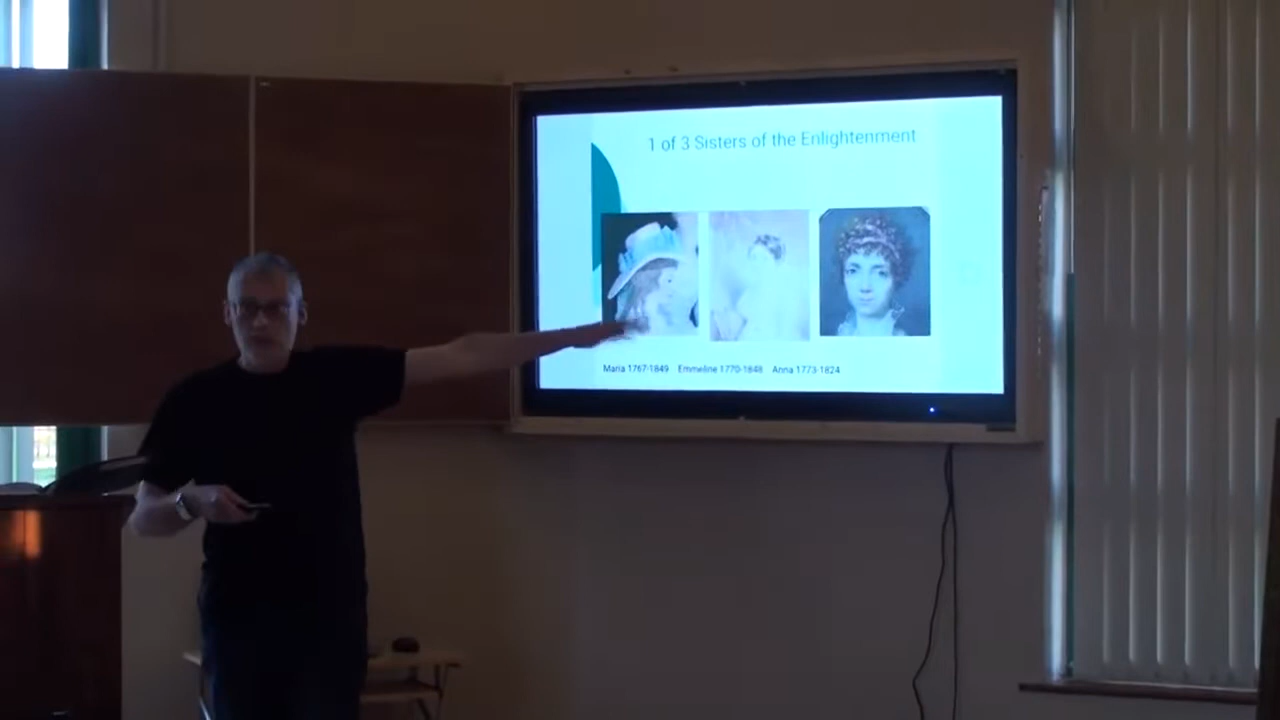 1 of 3 Sisters of the Enlightenment
Maria 1767-1849 Emmeline 1770-1848 Anna 1773-1824